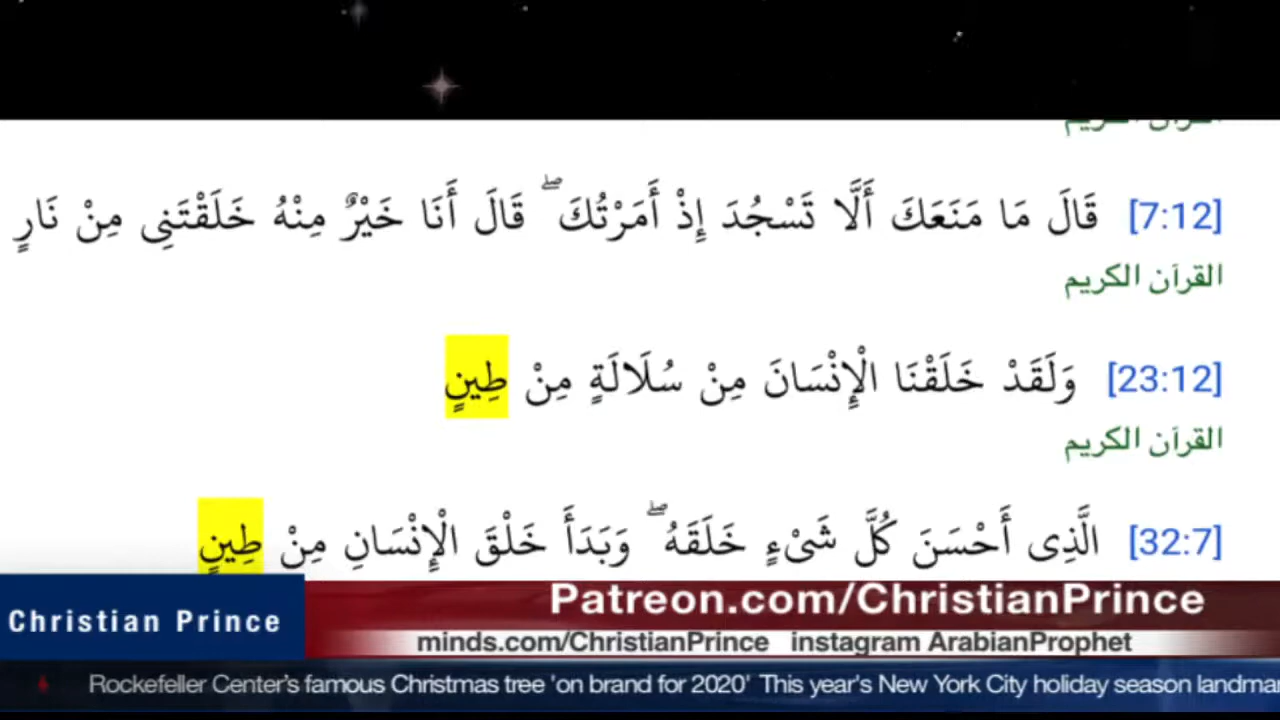 القرآن الكريم
[7:12] قَالَ مَا مَنَعَكَ أَلَّا تَسْجُدَ إِذْ أَمَرْتُكَ ۖ قَالَ أَنَا خَيْرٌ مِنْهُ خَلَقْتَنِى مِنْ نَارٍ
القرآن الكريم
[23:12] وَلَقَدْ خَلَقْنَا الْإِنْسَانَ مِنْ سُلَالَةٍ مِنْ طِينٍ
القرآن الكريم
[32:7] الَّذِى أَحْسَنَ كُلَّ شَىْءٍ خَلَقَهُ ۖ وَبَدَأَ خَلْقَ الْإِنْسَانِ مِنْ طِينٍ
Patreon.com/ChristianPrince
Christian Prince
minds.com/ChristianPrince instagram ArabianProphet
Rockefeller Center's famous Christmas tree 'on brand for 2020' This year's New York City holiday season landmar